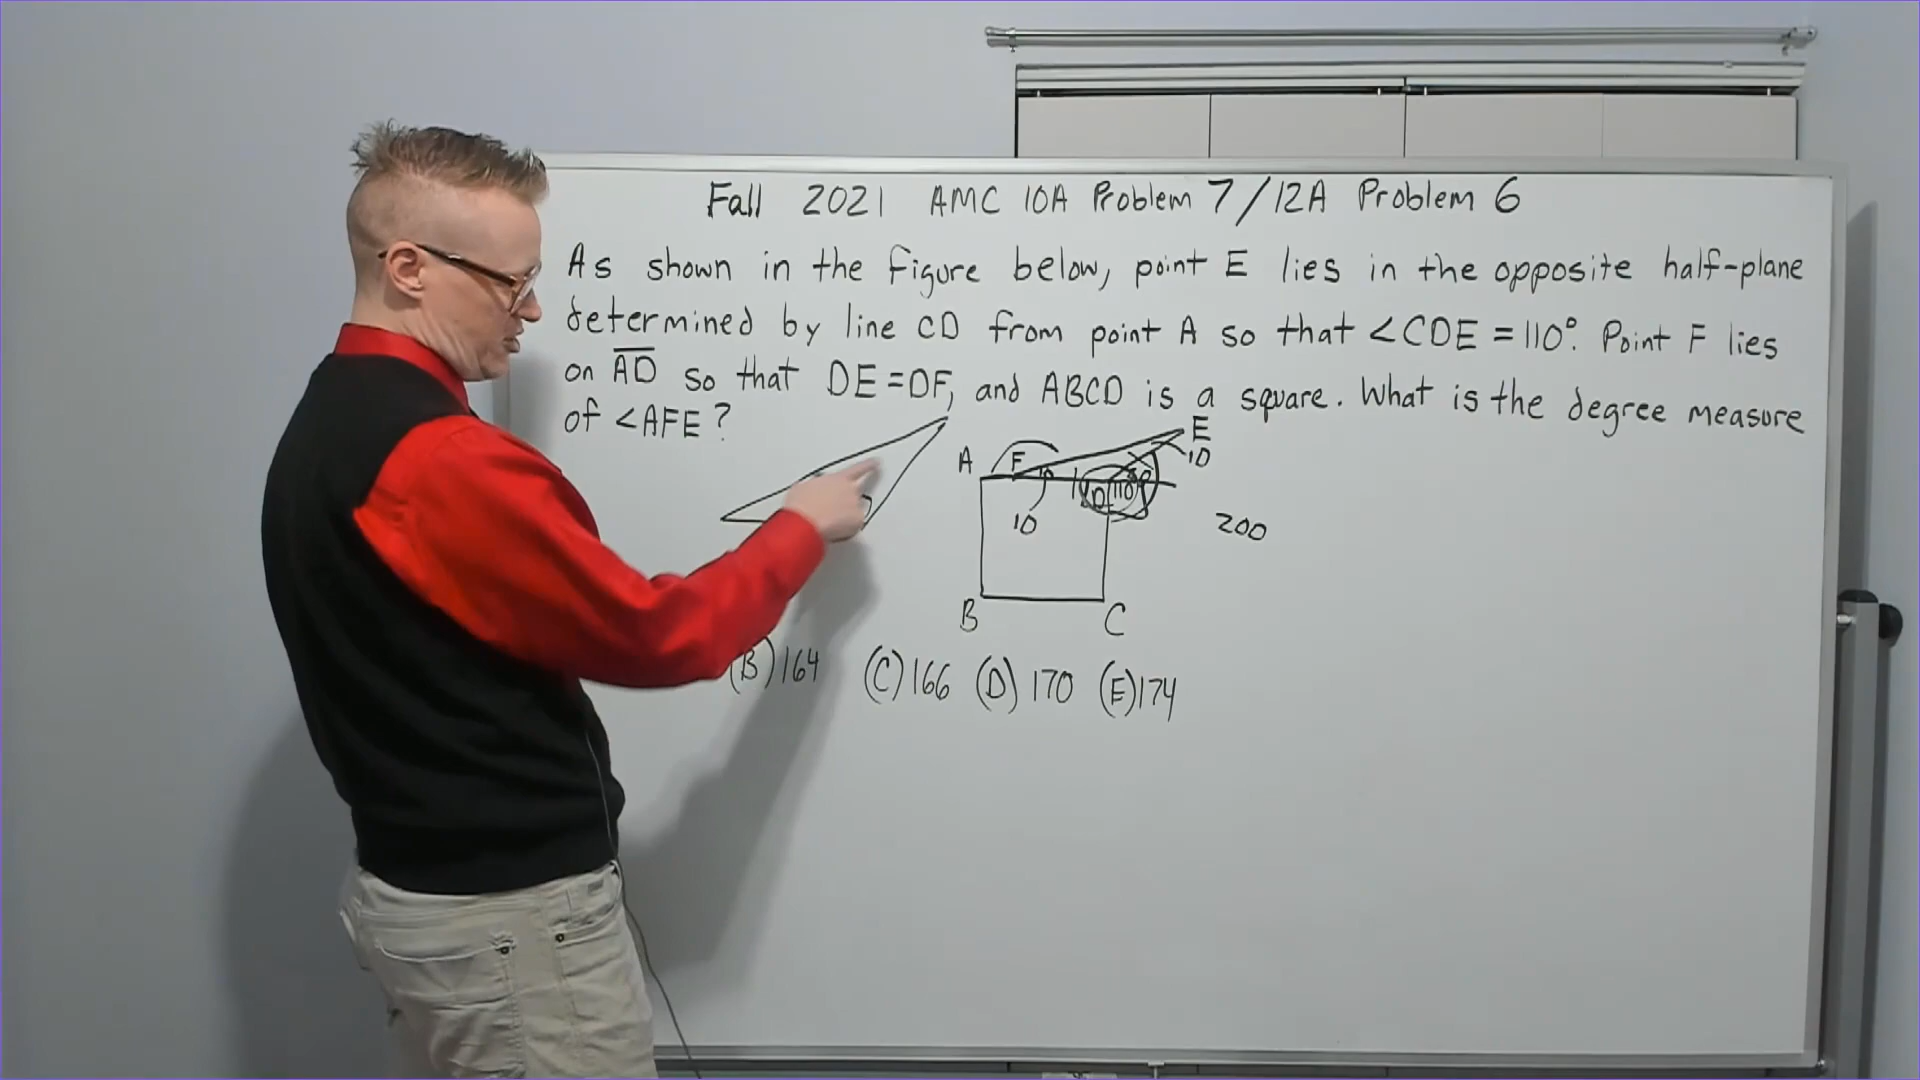 Fall 2021 AMC 10A Problem 7/12A Problem 6
As shown in the figure below, point E lies in the opposite half-plane
determined by line CD from point A so that ∠CDE = 110°. Point F lies
on AD so that DE=DF, and ABCD is a square. What is the degree measure
of ∠AFE?
E
A F 10
D 110
10 200
B C
(B) 164 (C) 166 (D) 170 (E) 174